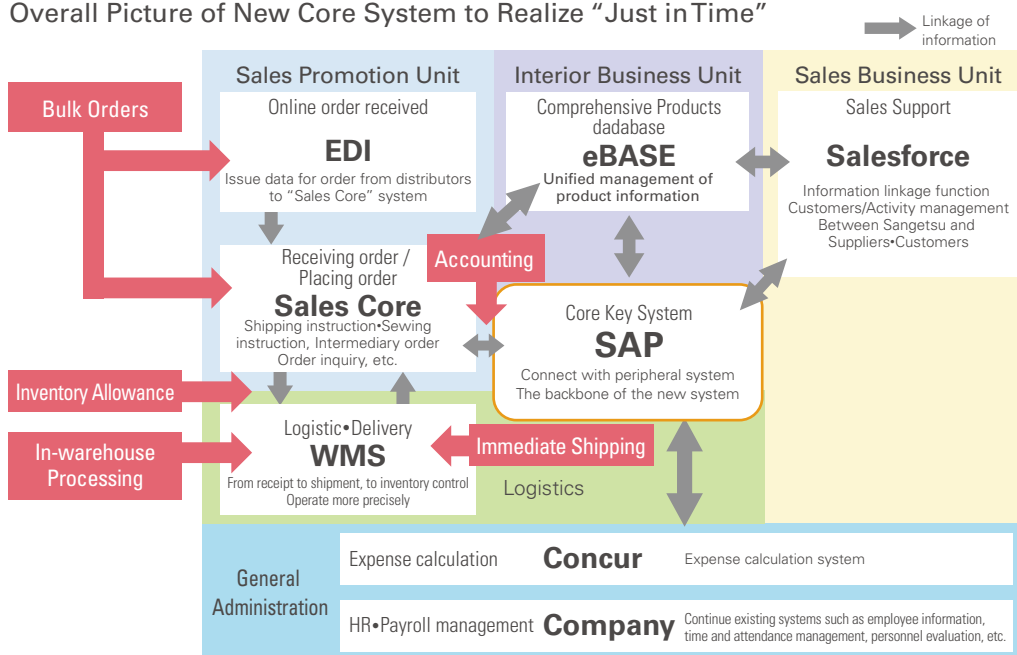 Overall Picture of New Core System to Realize “Just in Time”
Linkage of
information
Sales Promotion Unit
Interior Business Unit
Sales Business Unit
Bulk Orders
Online order received
EDI
Issue data for order from distributors
to “Sales Core” system
Comprehensive Products
dadabase
eBASE
Unified management of
product information
Sales Support
Salesforce
Information linkage function
Customers/Activity management
Between Sangetsu and
Suppliers•Customers
Receiving order /
Placing order
Sales Core
Shipping instruction•Sewing
instruction, Intermediary order
Order inquiry, etc.
Accounting
Core Key System
SAP
Connect with peripheral system
The backbone of the new system
Inventory Allowance
In-warehouse
Processing
Logistic•Delivery
WMS
From receipt to shipment, to inventory control
Operate more precisely
Immediate Shipping
Logistics
General
Administration
Expense calculation
Concur
Expense calculation system
HR•Payroll management
Company
Continue existing systems such as employee information,
time and attendance management, personnel evaluation, etc.